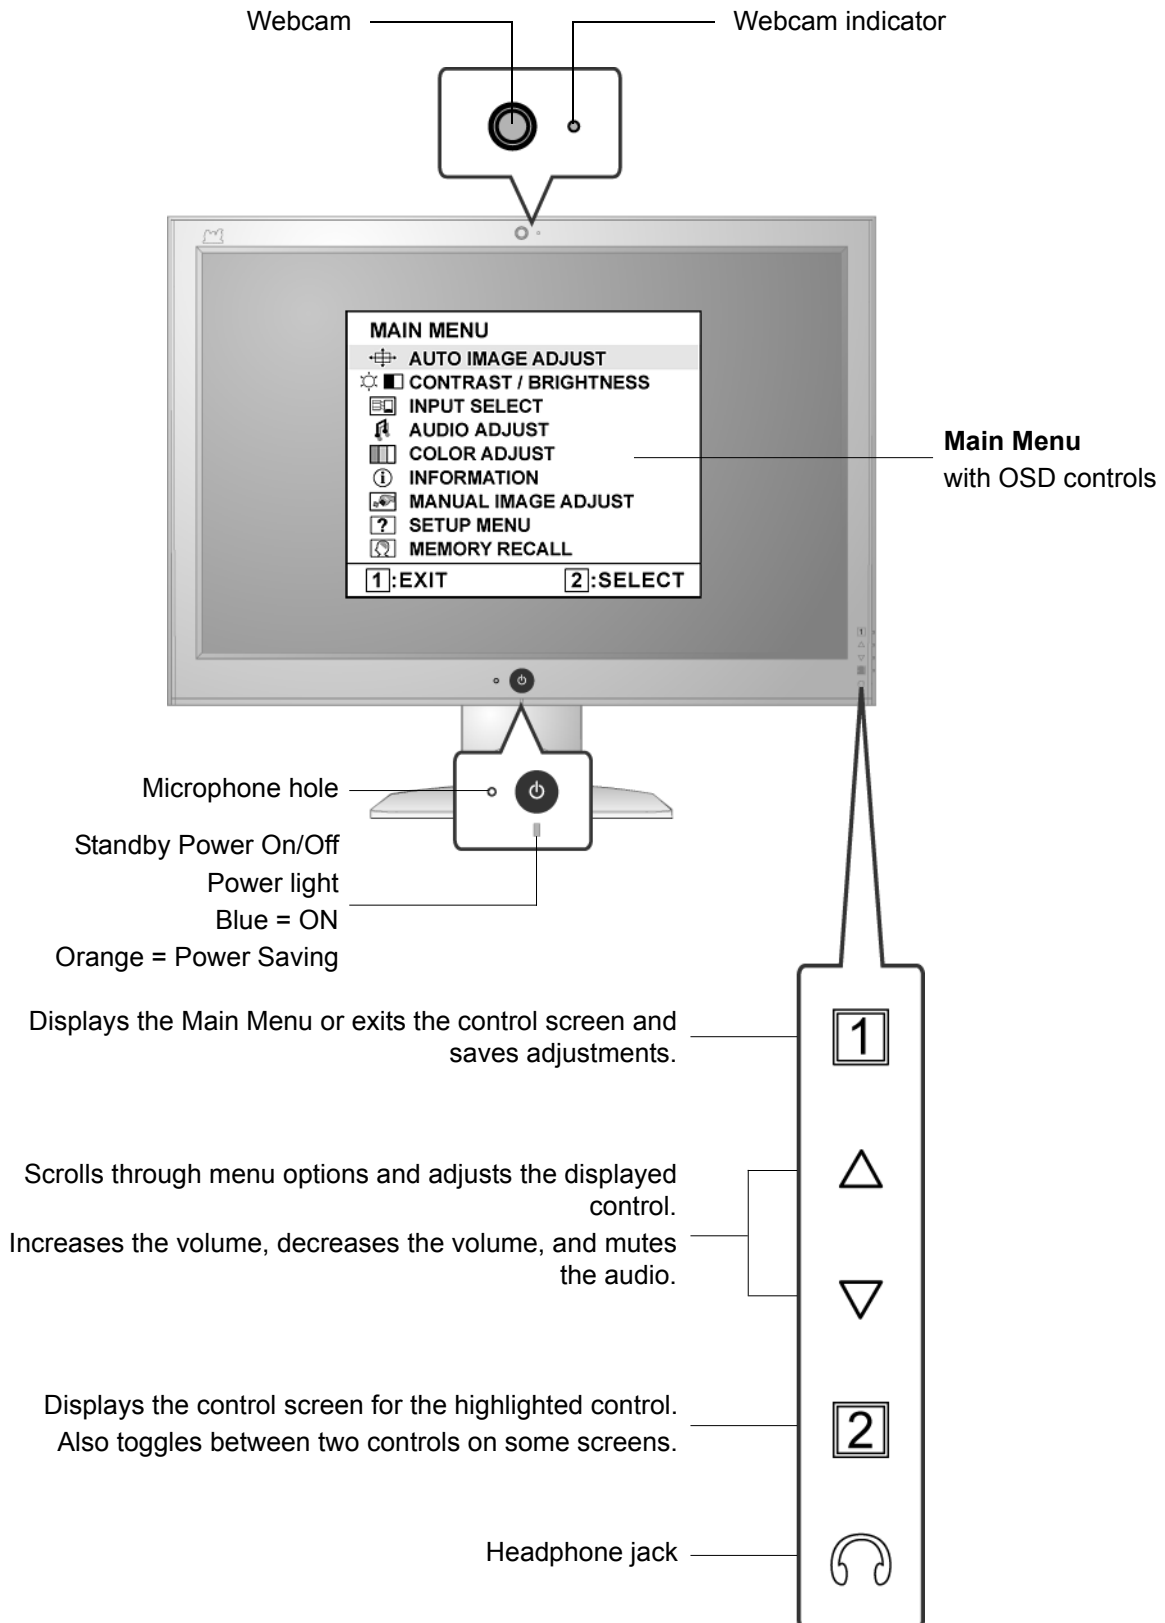 Webcam
Webcam indicator
MAIN MENU
AUTO IMAGE ADJUST
CONTRAST / BRIGHTNESS
INPUT SELECT
AUDIO ADJUST
COLOR ADJUST
i INFORMATION
MANUAL IMAGE ADJUST
? SETUP MENU
MEMORY RECALL
1:EXIT 2:SELECT
Main Menu
with OSD controls
1
2
Microphone hole
Standby Power On/Off
Power light
Blue = ON
Orange = Power Saving
Displays the Main Menu or exits the control screen and
saves adjustments.
1
Scrolls through menu options and adjusts the displayed
control.
Increases the volume, decreases the volume, and mutes
the audio.
Displays the control screen for the highlighted control.
Also toggles between two controls on some screens.
2
Headphone jack